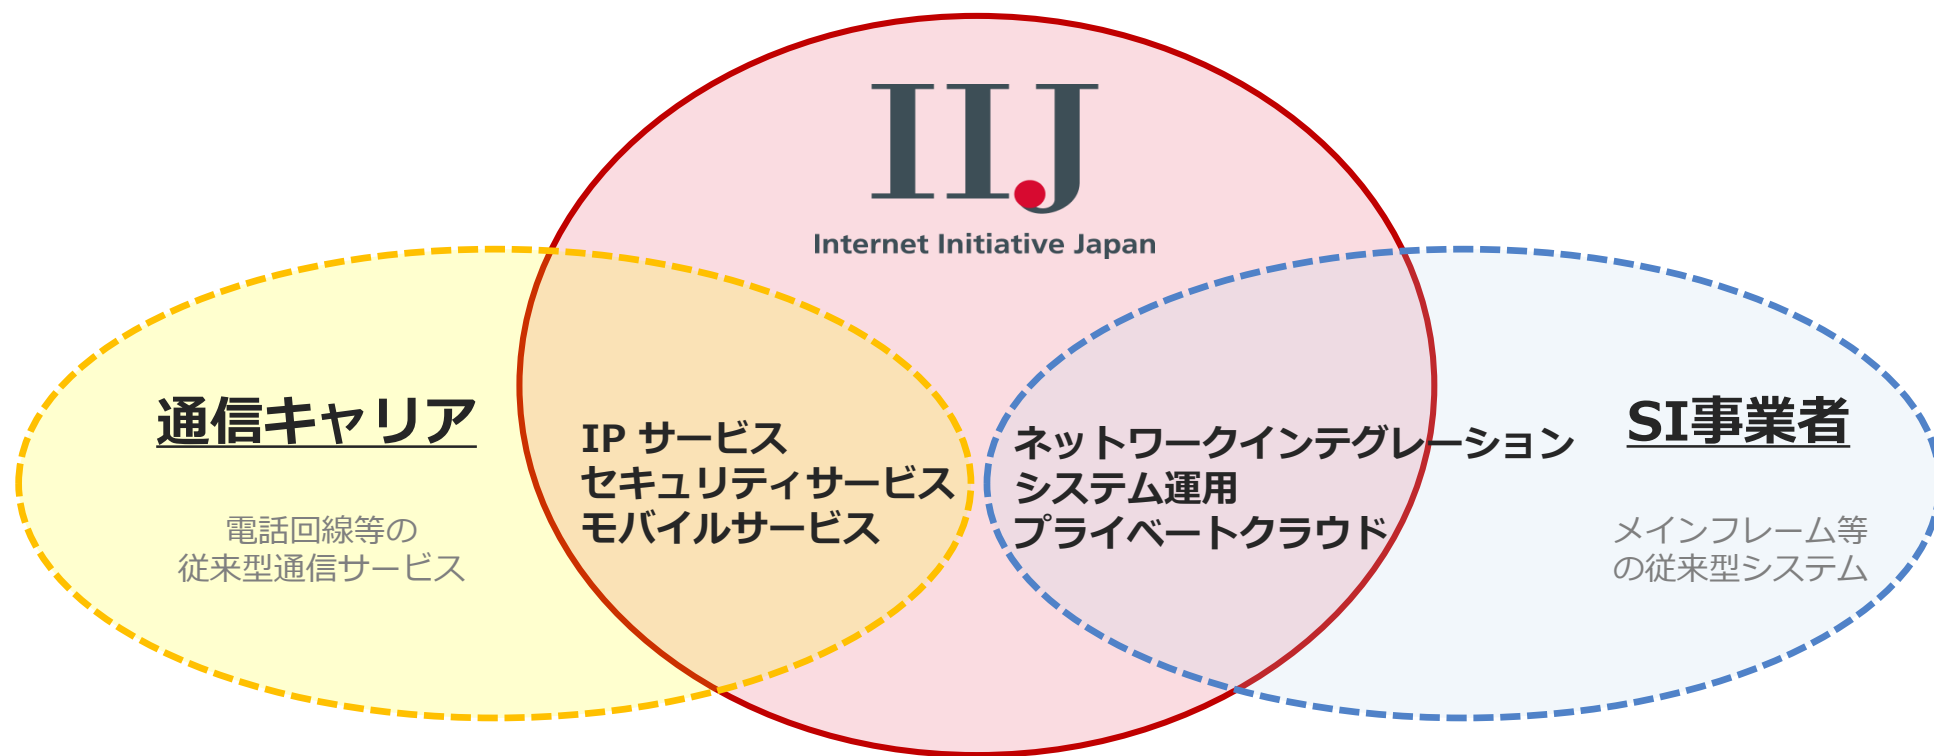 IIJ
Internet Initiative Japan
通信キャリア
電話回線等の
従来型通信サービス
IP サービス
セキュリティサービス
モバイルサービス
ネットワークインテグレーション
システム運用
プライベートクラウド
SI事業者
メインフレーム等
の従来型システム